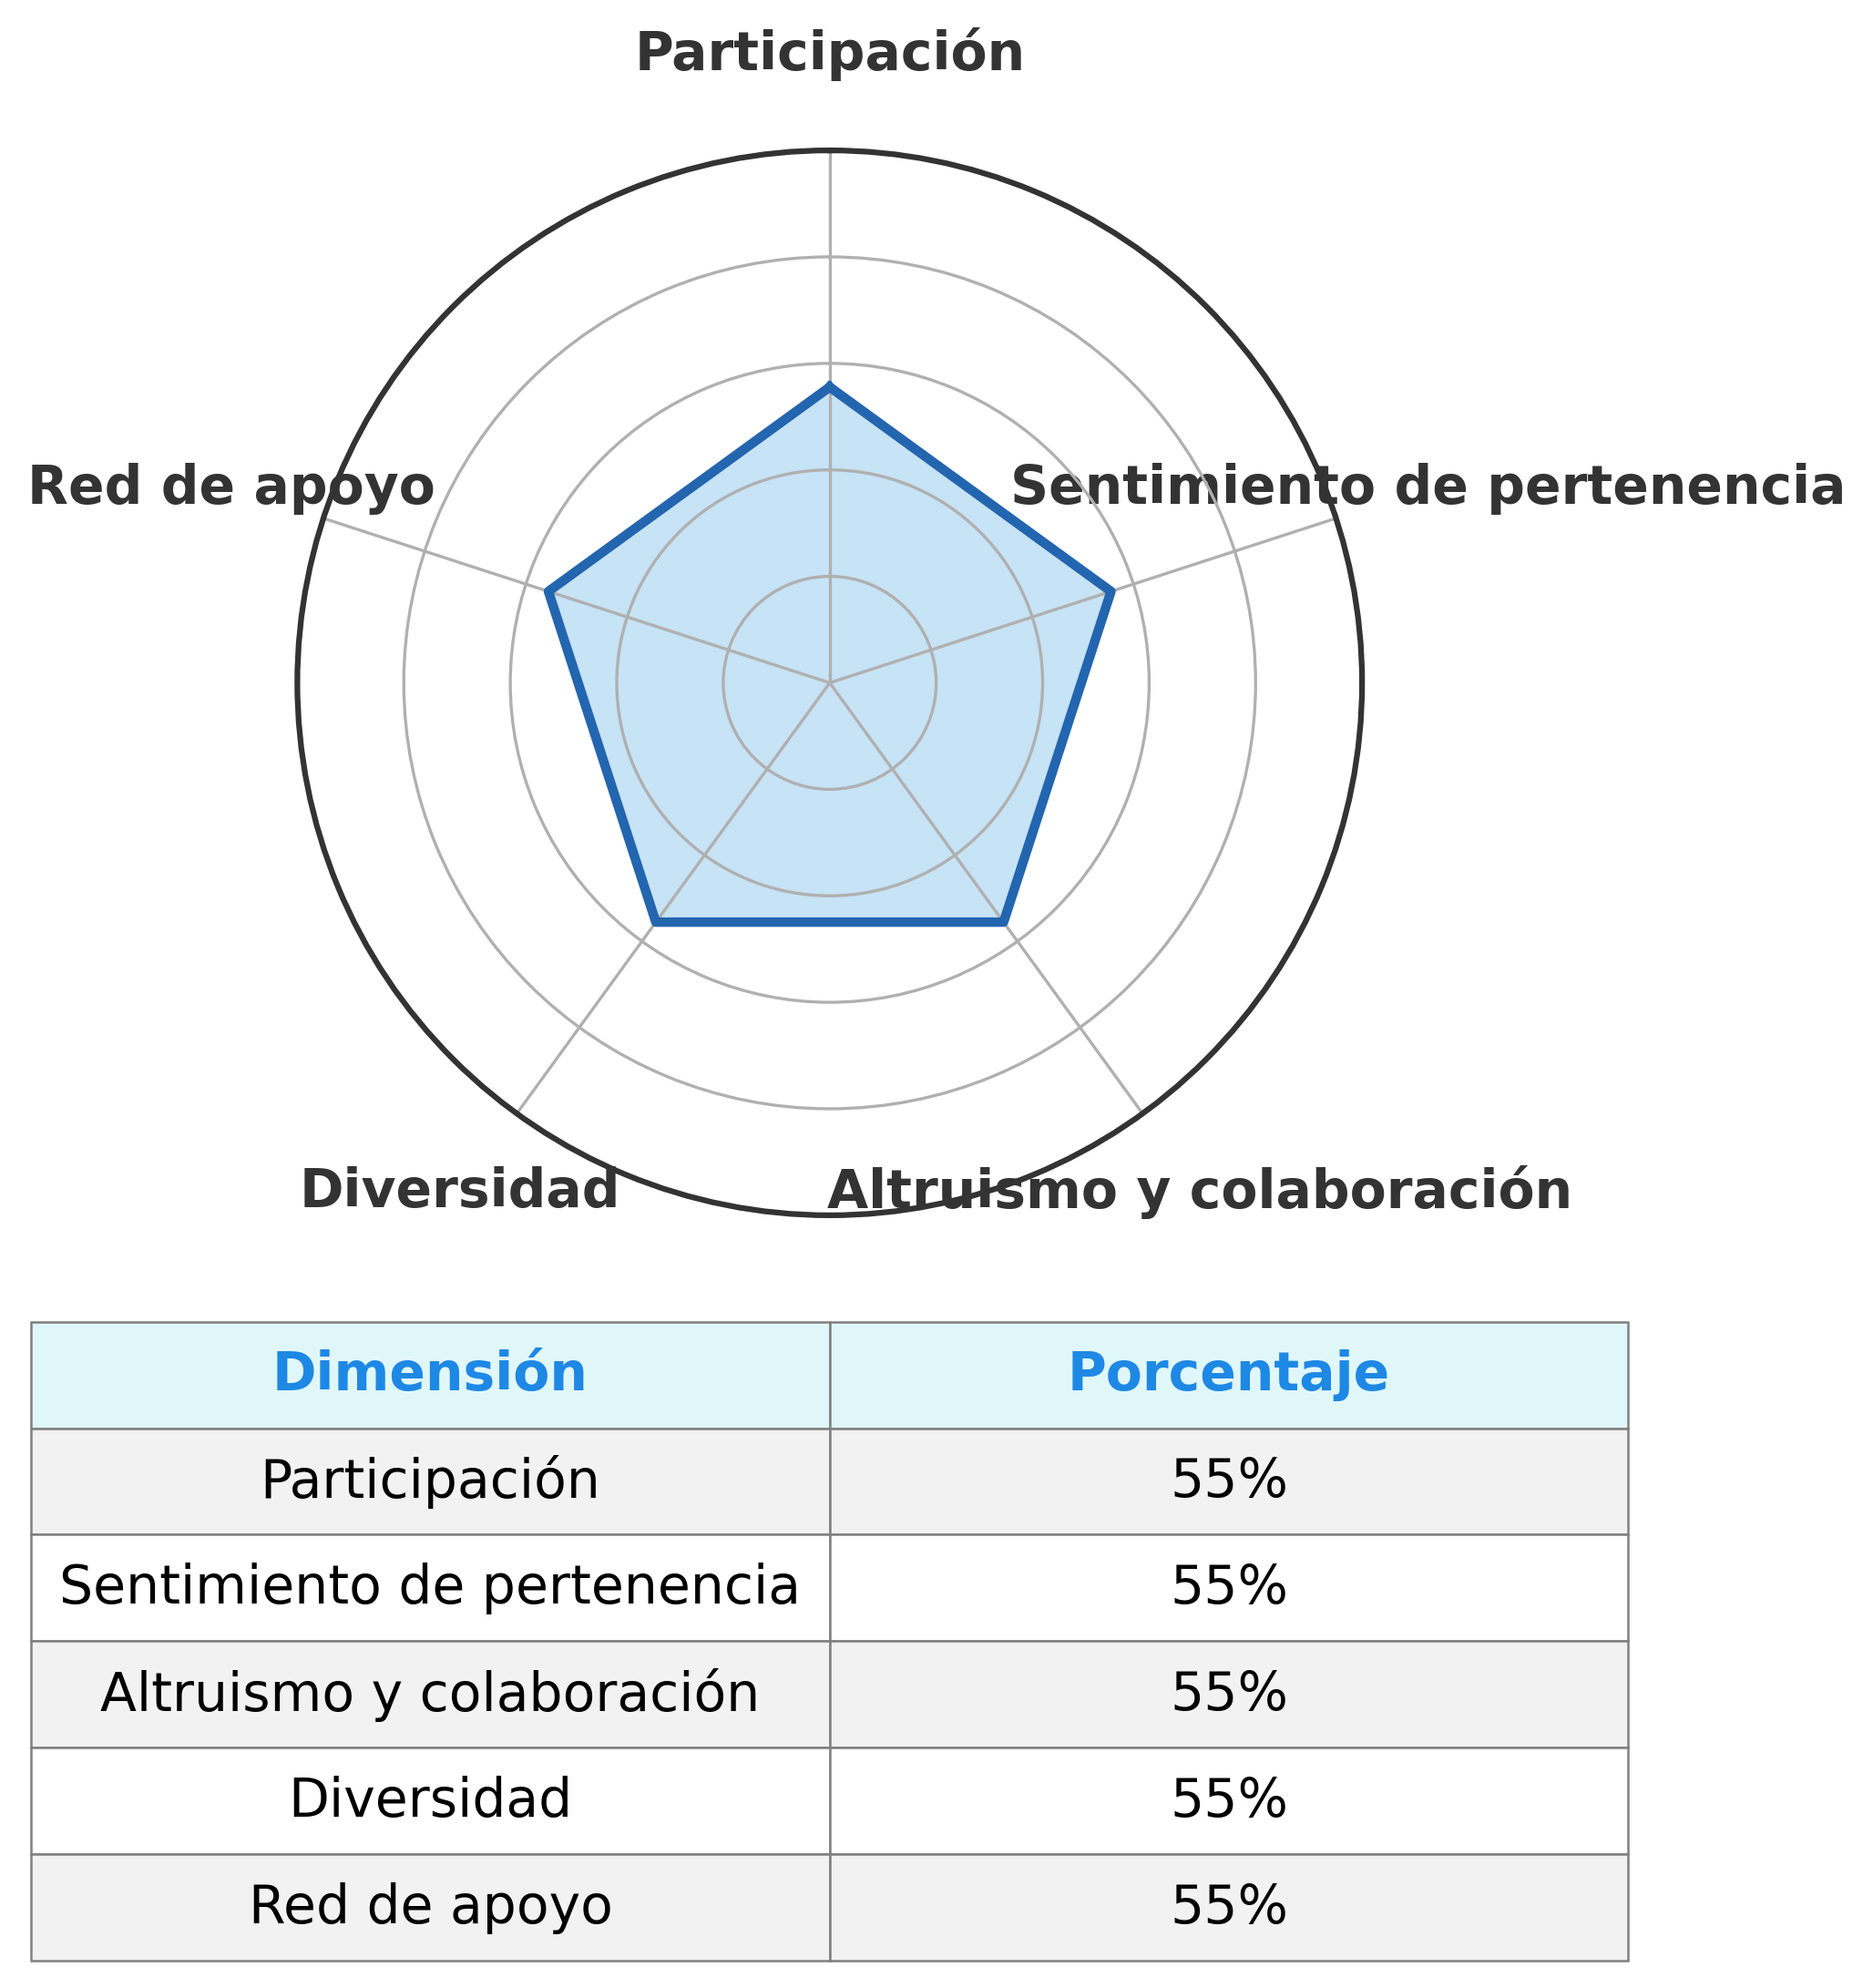 Participación
Red de apoyo
Sentimiento de pertenencia
Diversidad
Altruismo y colaboración
Dimensión Porcentaje
Participación 55%
Sentimiento de pertenencia 55%
Altruismo y colaboración 55%
Diversidad 55%
Red de apoyo 55%